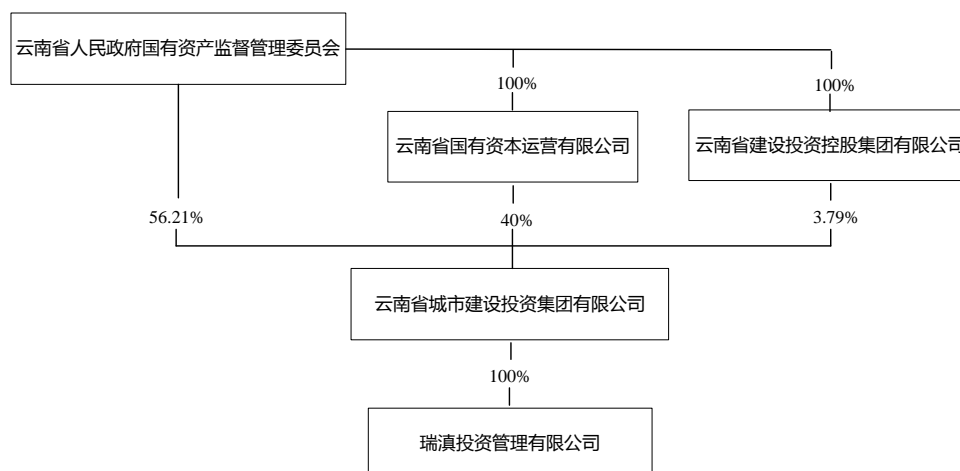 云南省人民政府国有资产监督管理委员会
100%
100%
云南省国有资本运营有限公司
云南省建设投资控股集团有限公司
56.21%
40%
3.79%
云南省城市建设投资集团有限公司
100%
瑞滇投资管理有限公司